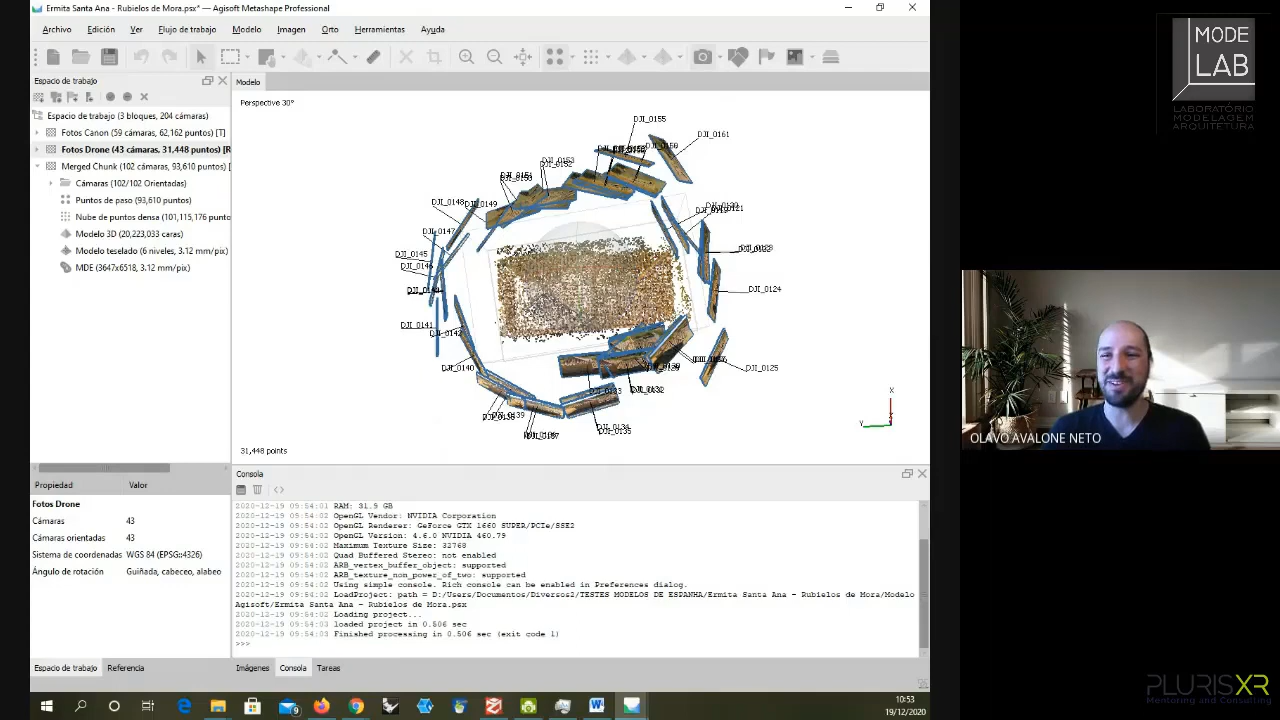 Ermita Santa Ana - Rubielos de Mora.psx* — Agisoft Metashape Professional
Archivo Edición Ver Flujo de trabajo Modelo Imagen Orto Herramientas Ayuda
Espacio de trabajo
Espacio de trabajo (3 bloques, 204 cámaras)
Fotos Canon (59 cámaras, 62,162 puntos) [T]
Fotos Drone (43 cámaras, 31,448 puntos) [R
Merged Chunk (102 cámaras, 93,610 puntos) [
Cámaras (102/102 Orientadas)
Puntos de paso (93,610 puntos)
Nube de puntos densa (101,115,176 punto
Modelo 3D (20,223,033 caras)
Modelo teselado (6 niveles, 3.12 mm/pix)
MDE (3647x6518, 3.12 mm/pix)
Propiedad Valor
Fotos Drone
Cámaras 43
Cámaras orientadas 43
Sistema de coordenadas WGS 84 (EPSG::4326)
Ángulo de rotación Guiñada, cabeceo, alabeo
Espacio de trabajo Referencia
Modelo
Perspective 30°
DJI_0155
DJI_0161
DJI_0153
DJI_0152
DJI_0151
DJI_0148
DJI_0149
DJI_0147
DJI_0145
DJI_0146
DJI_0123
DJI_0124
DJI_0141
DJI_0142
DJI_0140
DJI_0125
DJI_0133
DJI_0132
DJI_0139
DJI_0134
DJI_0135
X
Y
31,448 points
Consola
2020-12-19 09:54:01 RAM: 31.9 GB
2020-12-19 09:54:02 OpenGL Vendor: NVIDIA Corporation
2020-12-19 09:54:02 OpenGL Renderer: GeForce GTX 1660 SUPER/PCIe/SSE2
2020-12-19 09:54:02 OpenGL Version: 4.6.0 NVIDIA 460.79
2020-12-19 09:54:02 Maximum Texture Size: 32768
2020-12-19 09:54:02 Quad Buffered Stereo: not enabled
2020-12-19 09:54:02 ARB_vertex_buffer_object: supported
2020-12-19 09:54:02 ARB_texture_non_power_of_two: supported
2020-12-19 09:54:02 Using simple console. Rich console can be enabled in Preferences dialog.
2020-12-19 09:54:02 LoadProject: path = D:/Users/Documentos/Diversos2/TESTES MODELOS DE ESPANHA/Ermita Santa Ana - Rubielos de Mora/Modelo
Agisoft/Ermita Santa Ana - Rubielos de Mora.psx
2020-12-19 09:54:02 Loading project...
2020-12-19 09:54:03 loaded project in 0.506 sec
2020-12-19 09:54:03 Finished processing in 0.506 sec (exit code 1)
>>>
Imágenes Consola Tareas
10:53
19/12/2020
MODE
LAB
LABORATÓRIO
MODELAGEM
ARQUITETURA
OLAVO AVALONE NETO
PLURISXR
Mentoring and Consulting